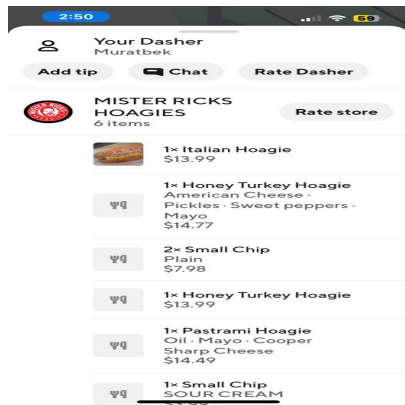 2:50
59
Your Dasher
Muratbek
Add tip
Chat
Rate Dasher
MISTER RICKS
HOAGIES
6 items
Rate store
1× Italian Hoagie
$13.99
1× Honey Turkey Hoagie
American Cheese ·
Pickles · Sweet peppers ·
Mayo
$14.77
2× Small Chip
Plain
$7.98
1× Honey Turkey Hoagie
$13.99
1× Pastrami Hoagie
Oil · Mayo · Cooper
Sharp Cheese
$14.49
1× Small Chip
SOUR CREAM